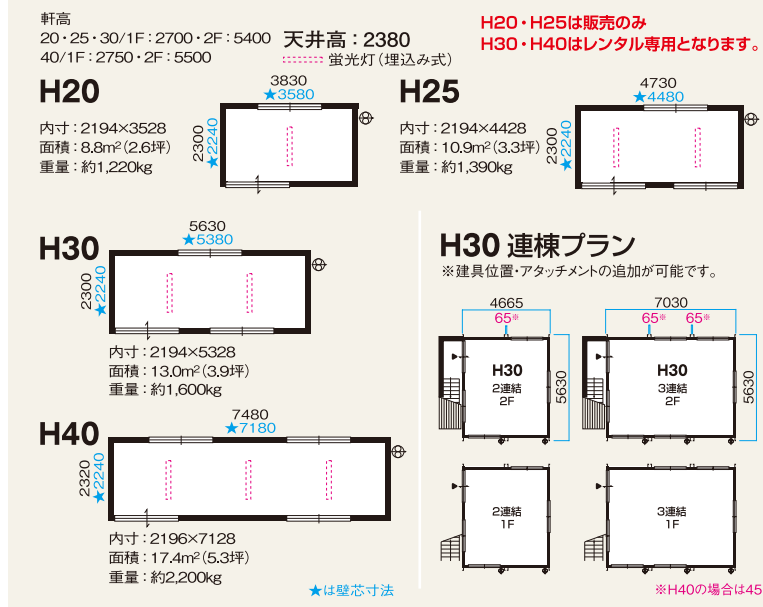 軒高
20・25・30/1F：2700・2F：5400
40/1F：2750・2F：5500
天井高：2380
蛍光灯（埋込み式）
H20・H25は販売のみ
H30・H40はレンタル専用となります。
H20
内寸：2194×3528
面積：8.8m²（2.6坪）
重量：約1,220kg
3830
★3580
2300
★2240
H25
内寸：2194×4428
面積：10.9m²（3.3坪）
重量：約1,390kg
4730
★4480
2300
★2240
H30
5630
★5380
2300
★2240
内寸：2194×5328
面積：13.0m²（3.9坪）
重量：約1,600kg
H40
7480
★7180
2320
★2240
内寸：2196×7128
面積：17.4m²（5.3坪）
重量：約2,200kg
★は壁芯寸法
H30 連棟プラン
※建具位置・アタッチメントの追加が可能です。
4665
65※
H30
2連結
2F
5630
7030
65※ 65※
H30
3連結
2F
5630
2連結
1F
3連結
1F
※H40の場合は45